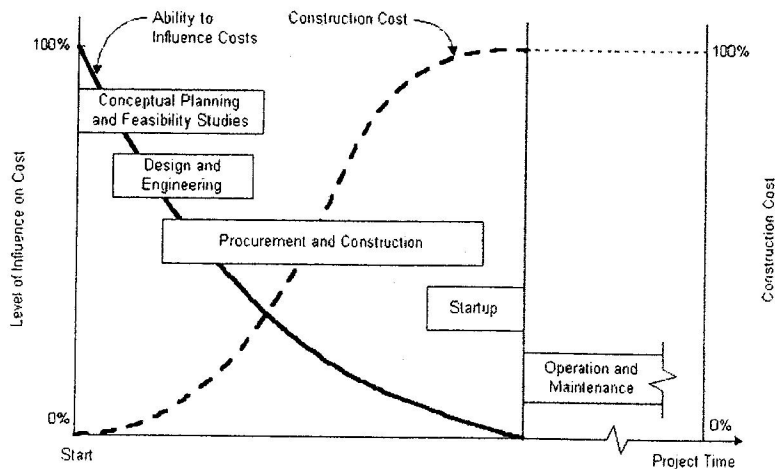 Ability to
Influence Costs
Construction Cost
100%
100%
Conceptual Planning
and Feasibility Studies
Design and
Engineering
Level of Influence on Cost
Procurement and Construction
Construction Cost
Startup
Operation and
Maintenance
0%
0%
Start
Project Time